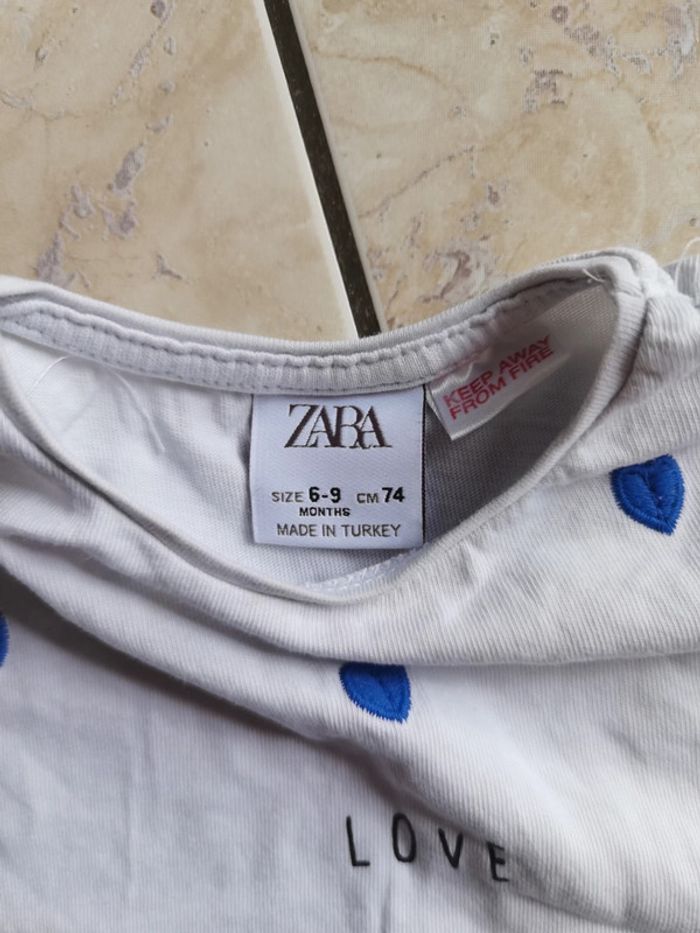 ZARA
SIZE 6-9 CM 74
MONTHS
MADE IN TURKEY
KEEP AWAY
FROM FIRE
LOVE